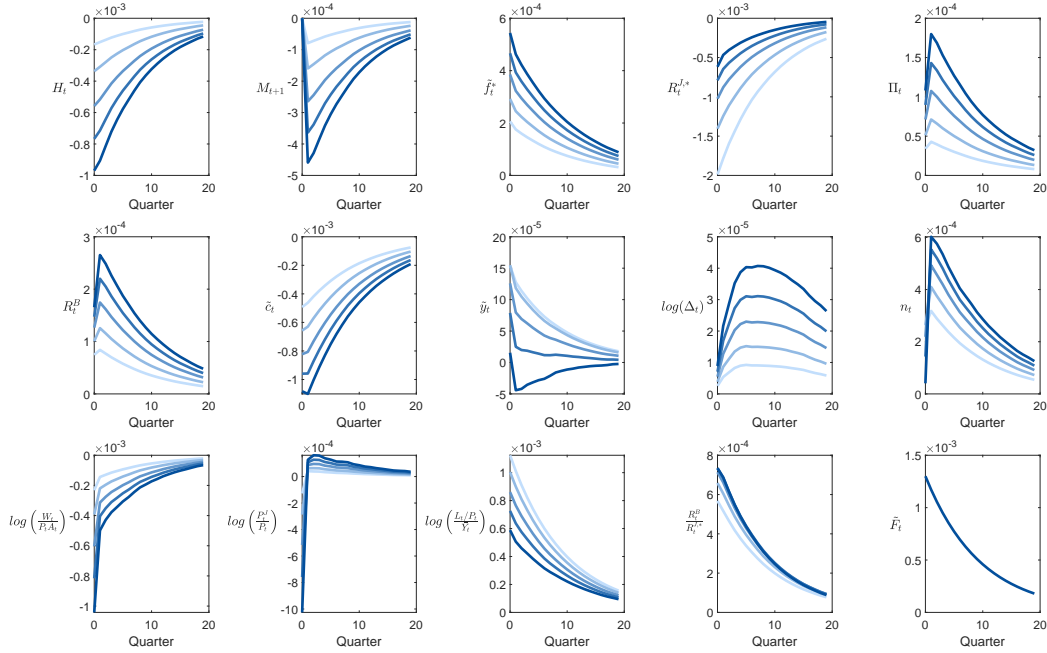 ×10⁻³ ×10⁻⁴ ×10⁻⁴ ×10⁻³ ×10⁻⁴
0 -0.2 -0.4 -0.6 -0.8 -1
H_t
0 10 20
Quarter
0 -1 -2 -3 -4 -5
M_{t+1}
0 10 20
Quarter
6 4 2 0
f̃_t^*
0 10 20
Quarter
0 -0.5 -1 -1.5 -2
R_t^{J,*}
0 10 20
Quarter
2 1.5 1 0.5 0
Π_t
0 10 20
Quarter
×10⁻⁴ ×10⁻³ ×10⁻⁵ ×10⁻⁵ ×10⁻⁴
3 2 1 0
R_t^B
0 10 20
Quarter
0 -0.2 -0.4 -0.6 -0.8 -1
c̃_t
0 10 20
Quarter
20 15 10 5 0 -5
ỹ_t
0 10 20
Quarter
5 4 3 2 1 0
log(Δ_t)
0 10 20
Quarter
6 4 2 0
n_t
0 10 20
Quarter
×10⁻³ ×10⁻⁴ ×10⁻³ ×10⁻⁴ ×10⁻³
0 -0.2 -0.4 -0.6 -0.8 -1
log(W_t/P_tA_t)
0 10 20
Quarter
0 -2 -4 -6 -8 -10
log(P_t^J/P_t)
0 10 20
Quarter
1 0.8 0.6 0.4 0.2 0
log((L_t/P_t)/Ỹ_t)
0 10 20
Quarter
8 6 4 2 0
R_t^B/R_t^{J,*}
0 10 20
Quarter
1.5 1 0.5 0
F̃_t
0 10 20
Quarter